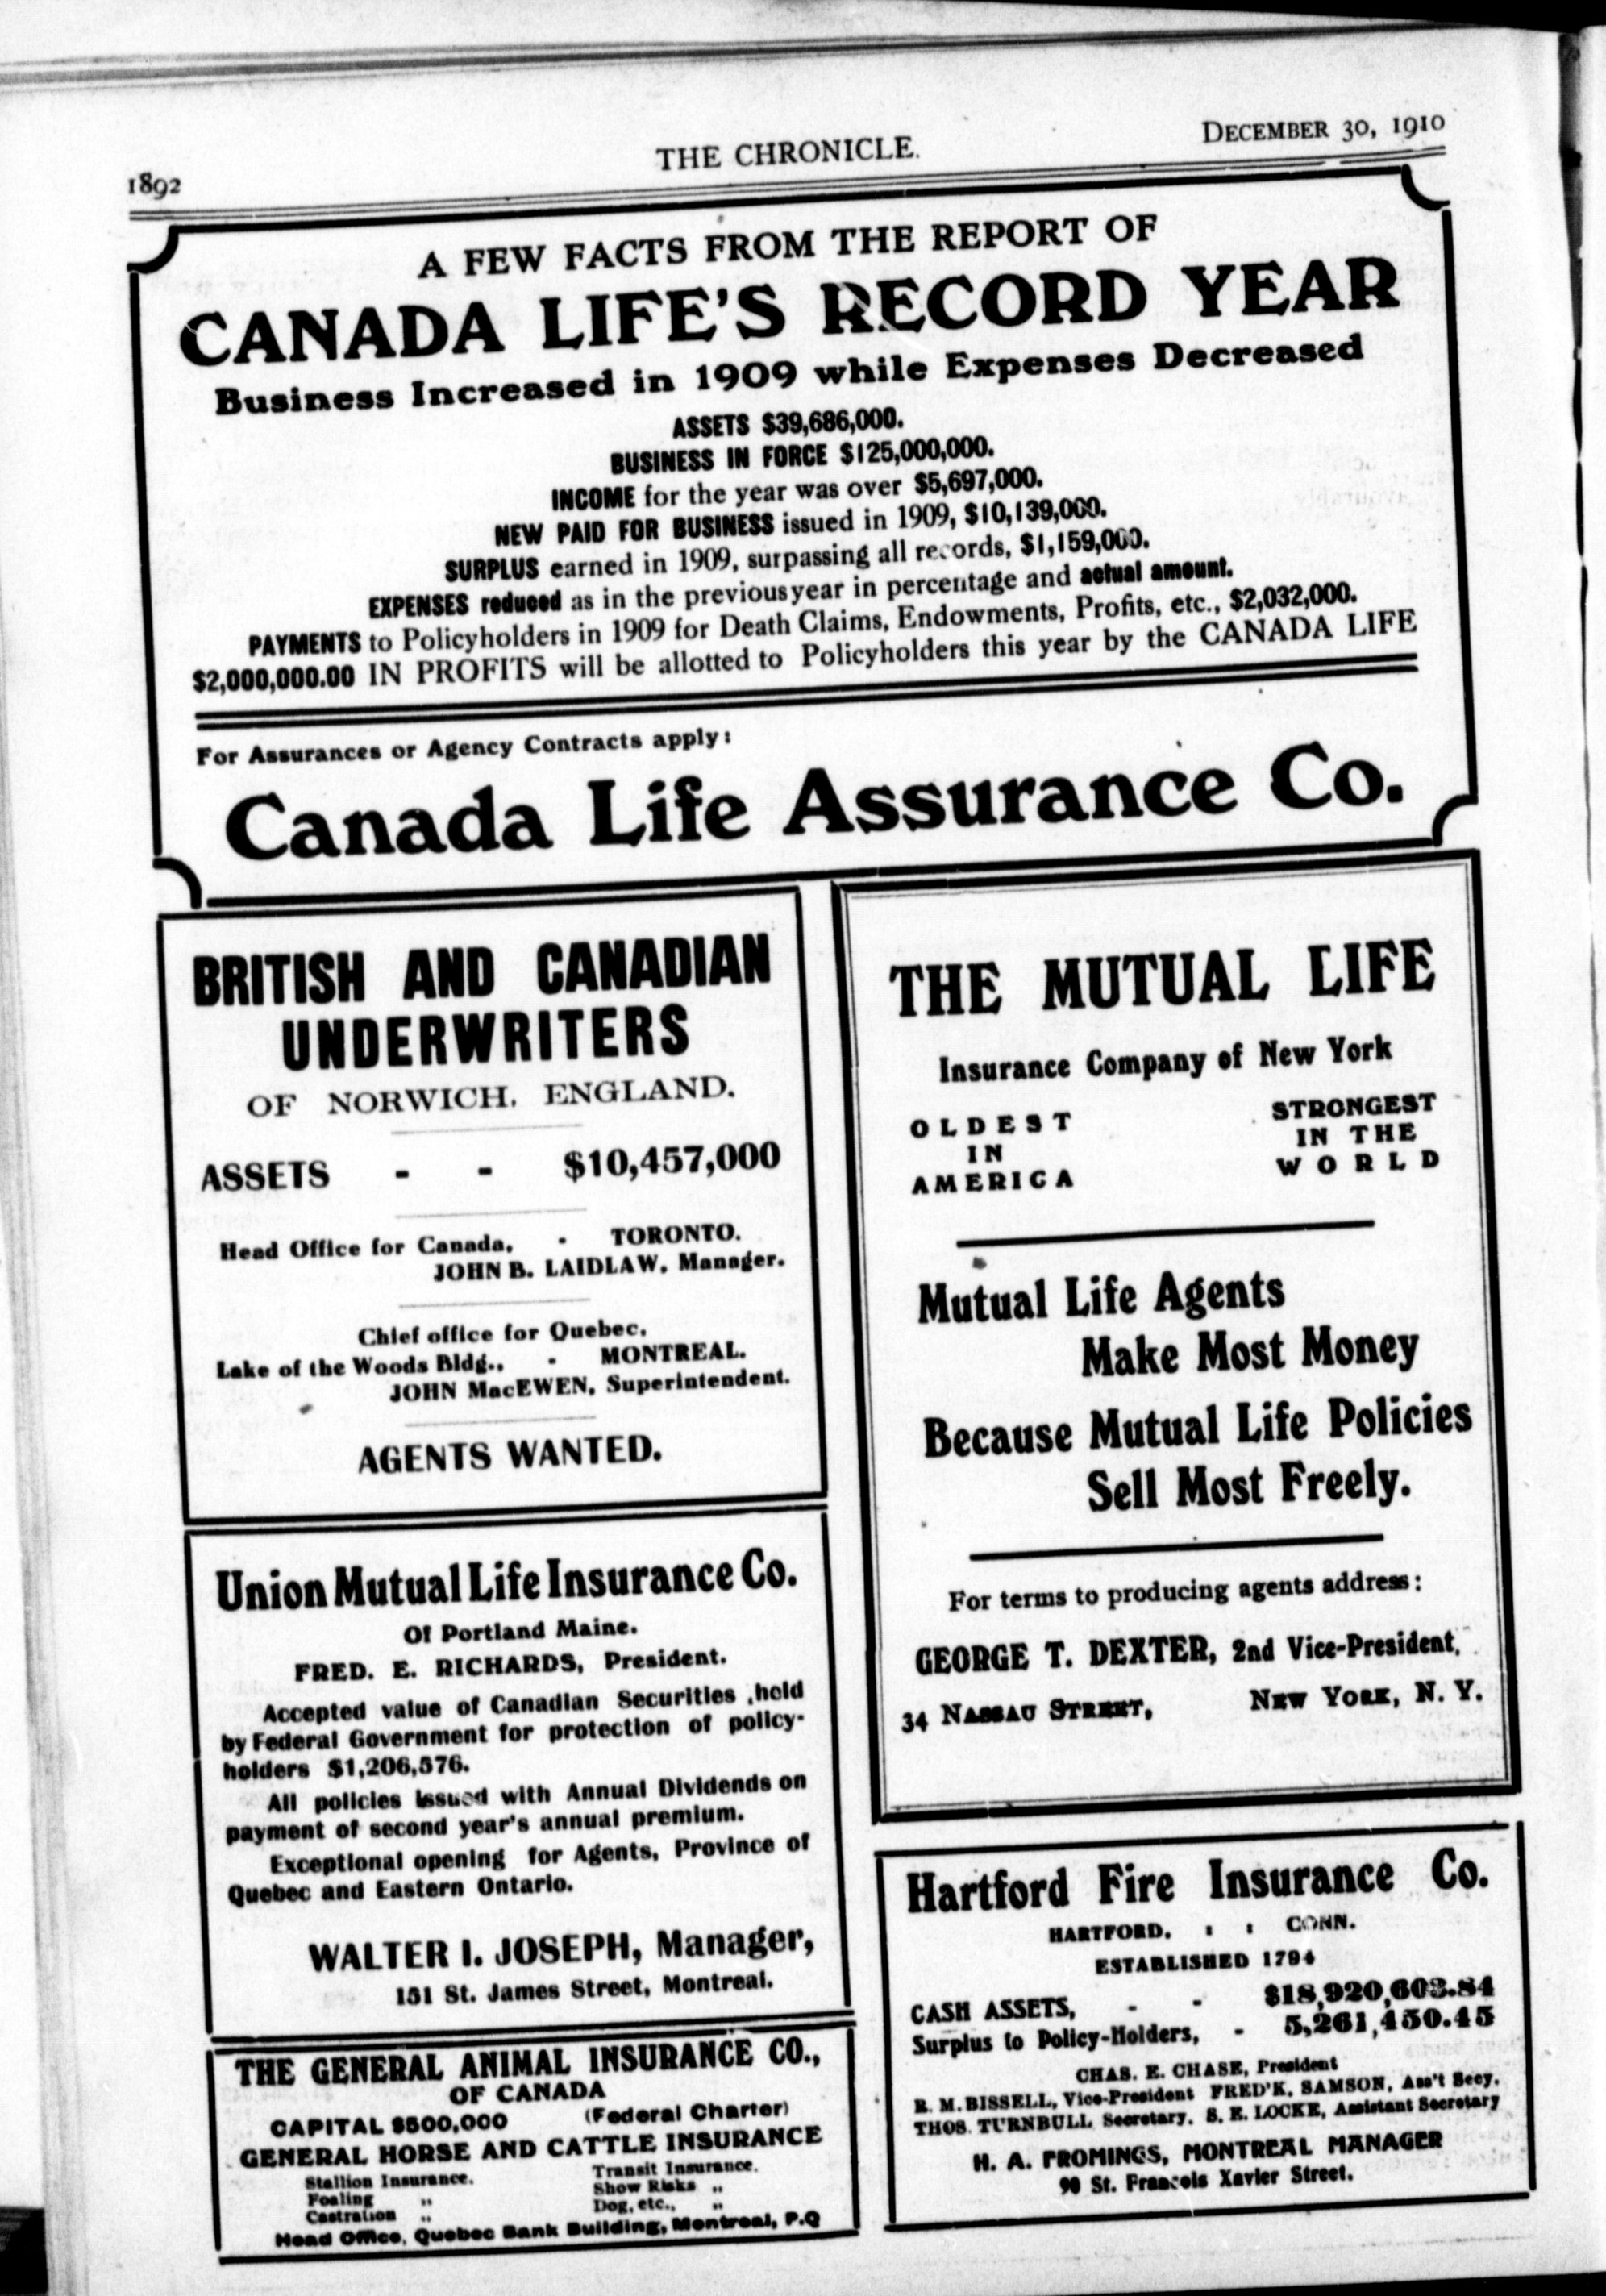 1892
THE CHRONICLE.
DECEMBER 30, 1910
A FEW FACTS FROM THE REPORT OF
CANADA LIFE'S RECORD YEAR
Business Increased in 1909 while Expenses Decreased
ASSETS $39,686,000.
BUSINESS IN FORCE $125,000,000.
INCOME for the year was over $5,697,000.
NEW PAID FOR BUSINESS issued in 1909, $10,139,000.
SURPLUS earned in 1909, surpassing all records, $1,159,000.
EXPENSES reduced as in the previous year in percentage and actual amount.
PAYMENTS to Policyholders in 1909 for Death Claims, Endowments, Profits, etc., $2,032,000.
$2,000,000.00 IN PROFITS will be allotted to Policyholders this year by the CANADA LIFE
For Assurances or Agency Contracts apply:
Canada Life Assurance Co.
BRITISH AND CANADIAN
UNDERWRITERS
OF NORWICH, ENGLAND.
ASSETS - - $10,457,000
Head Office for Canada, - TORONTO.
JOHN B. LAIDLAW, Manager.
Chief office for Quebec,
Lake of the Woods Bldg., - MONTREAL.
JOHN MacEWEN, Superintendent.
AGENTS WANTED.
Union Mutual Life Insurance Co.
Of Portland Maine.
FRED. E. RICHARDS, President.
Accepted value of Canadian Securities, held
by Federal Government for protection of policy-
holders $1,206,576.
All policies issued with Annual Dividends on
payment of second year's annual premium.
Exceptional opening for Agents, Province of
Quebec and Eastern Ontario.
WALTER I. JOSEPH, Manager,
151 St. James Street, Montreal.
THE GENERAL ANIMAL INSURANCE CO.,
OF CANADA
CAPITAL $500,000 (Federal Charter)
GENERAL HORSE AND CATTLE INSURANCE
Stallion Insurance. Transit Insurance.
Foaling " Show Risks "
Castration " Dog, etc., "
Head Office, Quebec Bank Building, Montreal, P.Q
THE MUTUAL LIFE
Insurance Company of New York
OLDEST
IN
AMERICA
STRONGEST
IN THE
WORLD
Mutual Life Agents
Make Most Money
Because Mutual Life Policies
Sell Most Freely.
For terms to producing agents address:
GEORGE T. DEXTER, 2nd Vice-President,
34 NASSAU STREET, NEW YORK, N. Y.
Hartford Fire Insurance Co.
HARTFORD, : : CONN.
ESTABLISHED 1794
CASH ASSETS, - - $18,920,603.84
Surplus to Policy-Holders, - 5,261,450.45
CHAS. E. CHASE, President
R. M. BISSELL, Vice-President FRED'K. SAMSON, Ass't Secy.
THOS. TURNBULL Secretary. S. E. LOCKE, Assistant Secretary
H. A. FROMINGS, MONTREAL MANAGER
90 St. Francois Xavier Street.